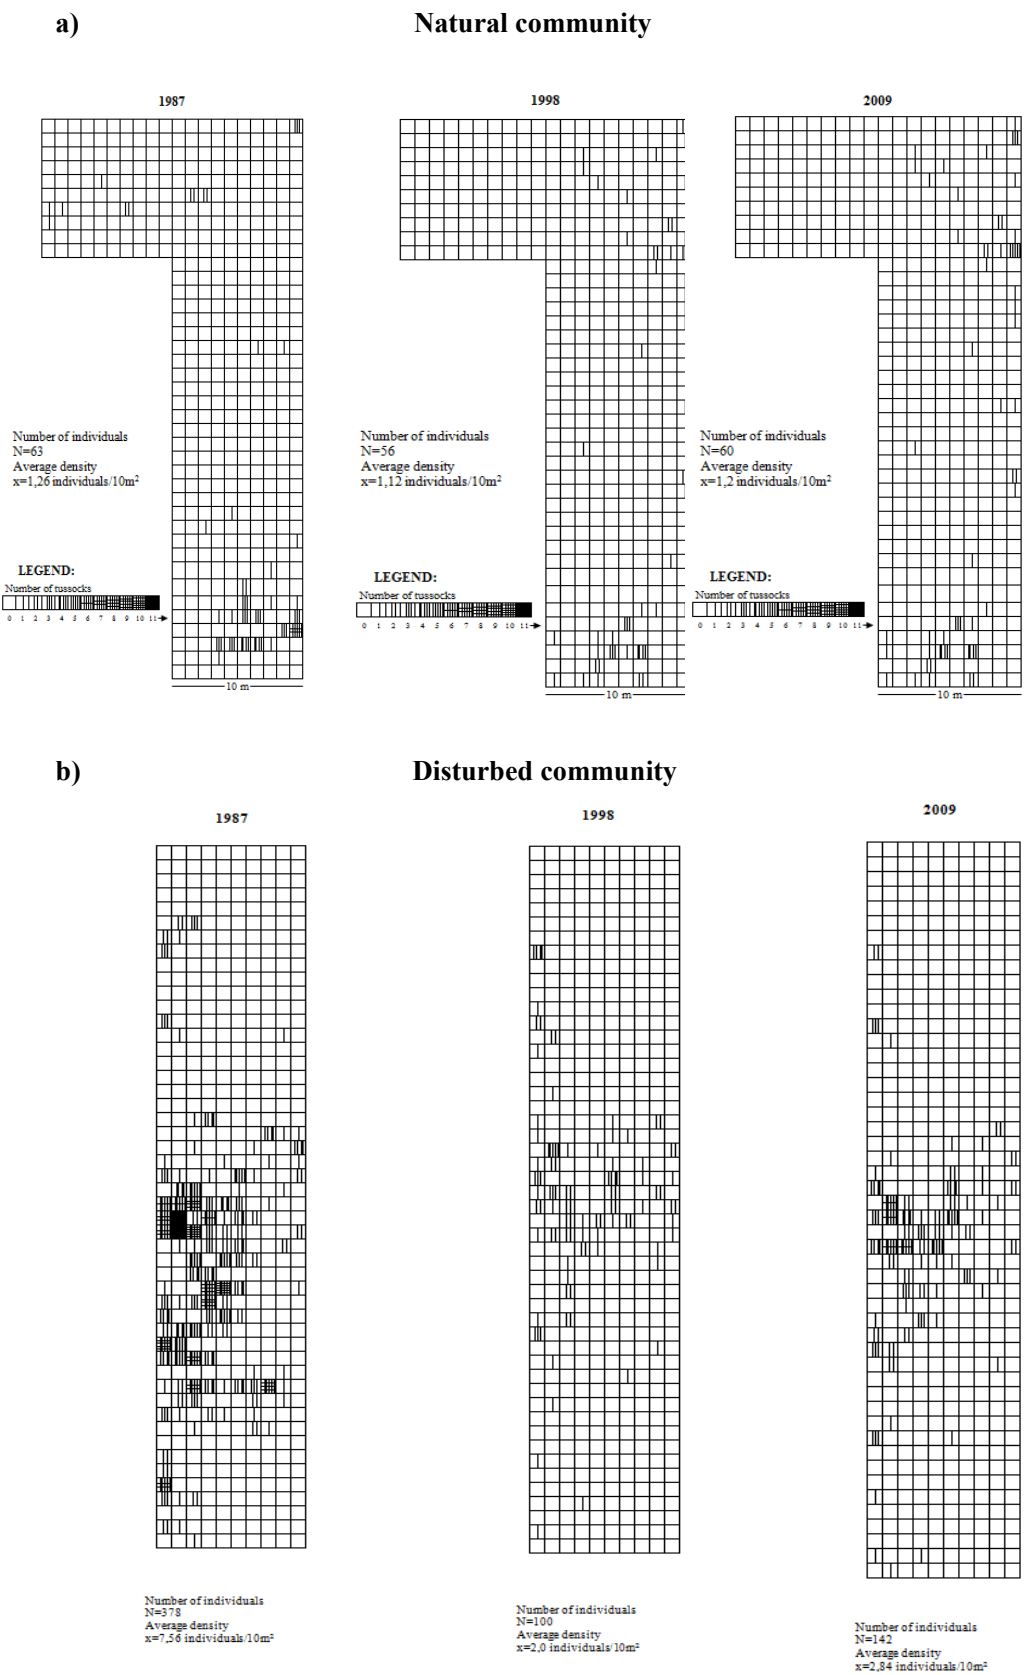 a)
Natural community
1987
1998
2009
Number of individuals
N=63
Average density
x=1,26 individuals/10m²
LEGEND:
Number of tussocks
0 1 2 3 4 5 6 7 8 9 10 11
10 m
Number of individuals
N=56
Average density
x=1,12 individuals/10m²
LEGEND:
Number of tussocks
0 1 2 3 4 5 6 7 8 9 10 11
10 m
Number of individuals
N=60
Average density
x=1,2 individuals/10m²
LEGEND:
Number of tussocks
0 1 2 3 4 5 6 7 8 9 10 11
10 m
b)
Disturbed community
1987
1998
2009
Number of individuals
N=378
Average density
x=7,56 individuals/10m²
Number of individuals
N=100
Average density
x=2,0 individuals/10m²
Number of individuals
N=142
Average density
x=2,84 individuals/10m²